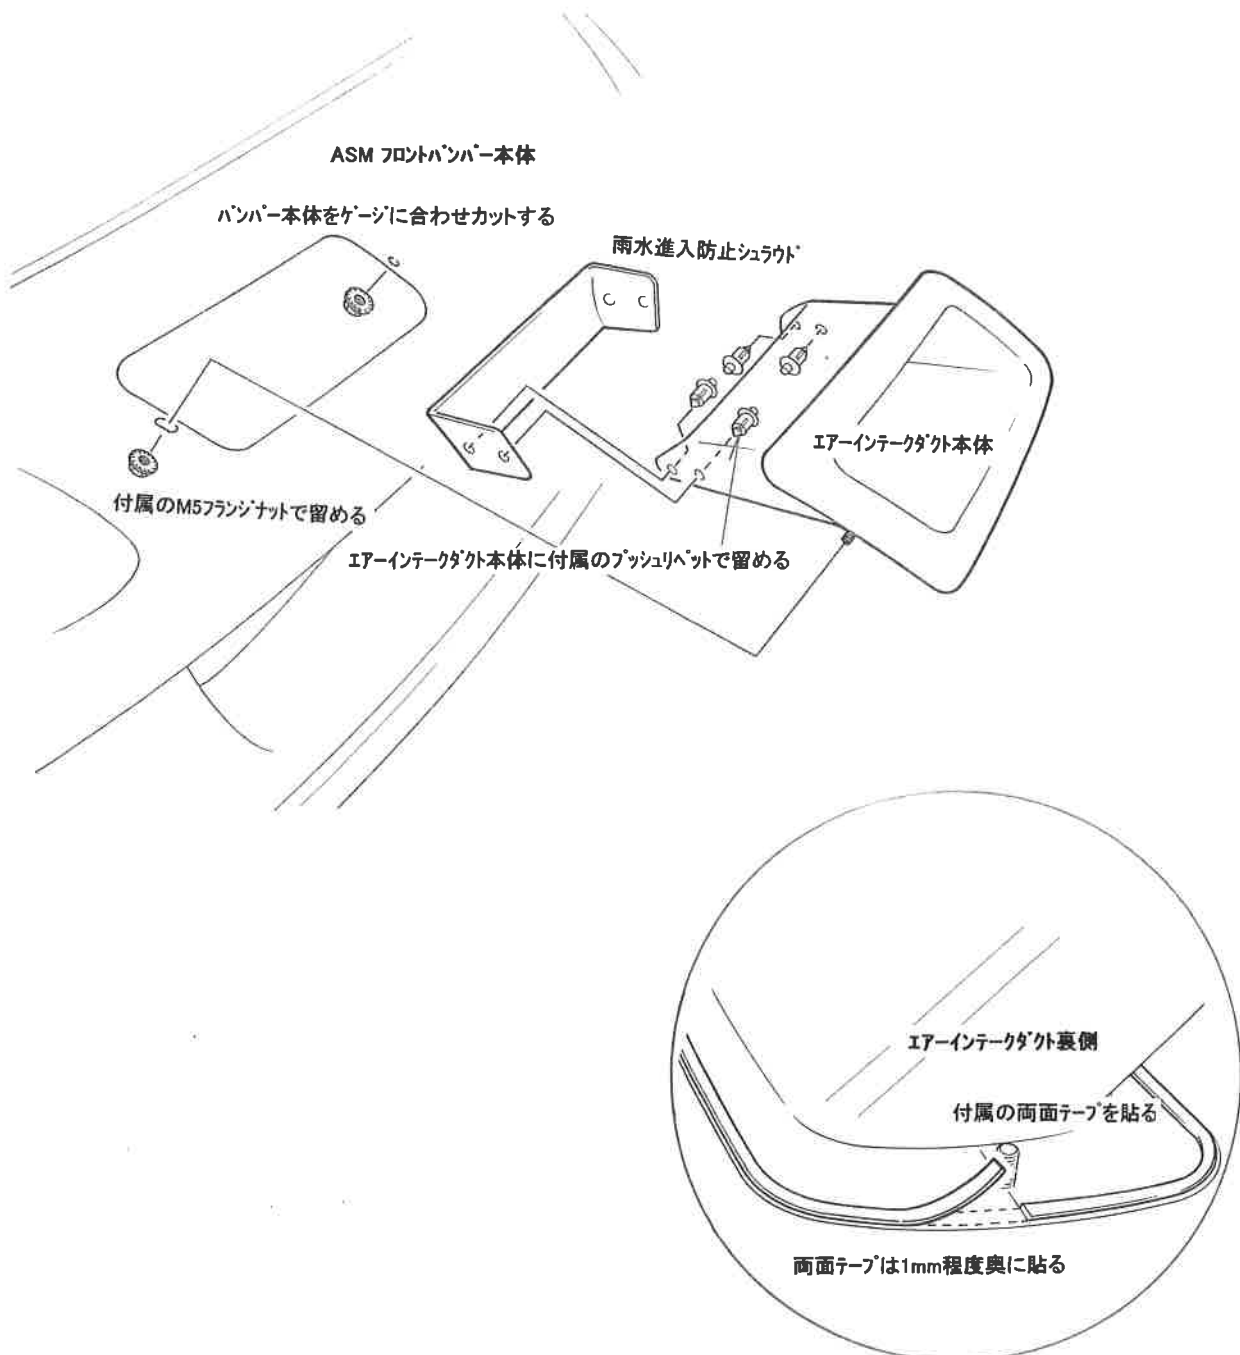 ASM ﾌﾛﾝﾄﾊﾞﾝﾊﾟｰ本体
ﾊﾞﾝﾊﾟｰ本体をｹﾞｰｼﾞに合わせカットする
雨水進入防止ｼｭﾗｳﾄﾞ
ｴｱｰｲﾝﾃｰｸﾀﾞｸﾄ本体
付属のM5ﾌﾗﾝｼﾞﾅｯﾄで留める
ｴｱｰｲﾝﾃｰｸﾀﾞｸﾄ本体に付属のﾌﾟｯｼｭﾘﾍﾞｯﾄで留める
ｴｱｰｲﾝﾃｰｸﾀﾞｸﾄ裏側
付属の両面ﾃｰﾌﾟを貼る
両面ﾃｰﾌﾟは1mm程度奥に貼る